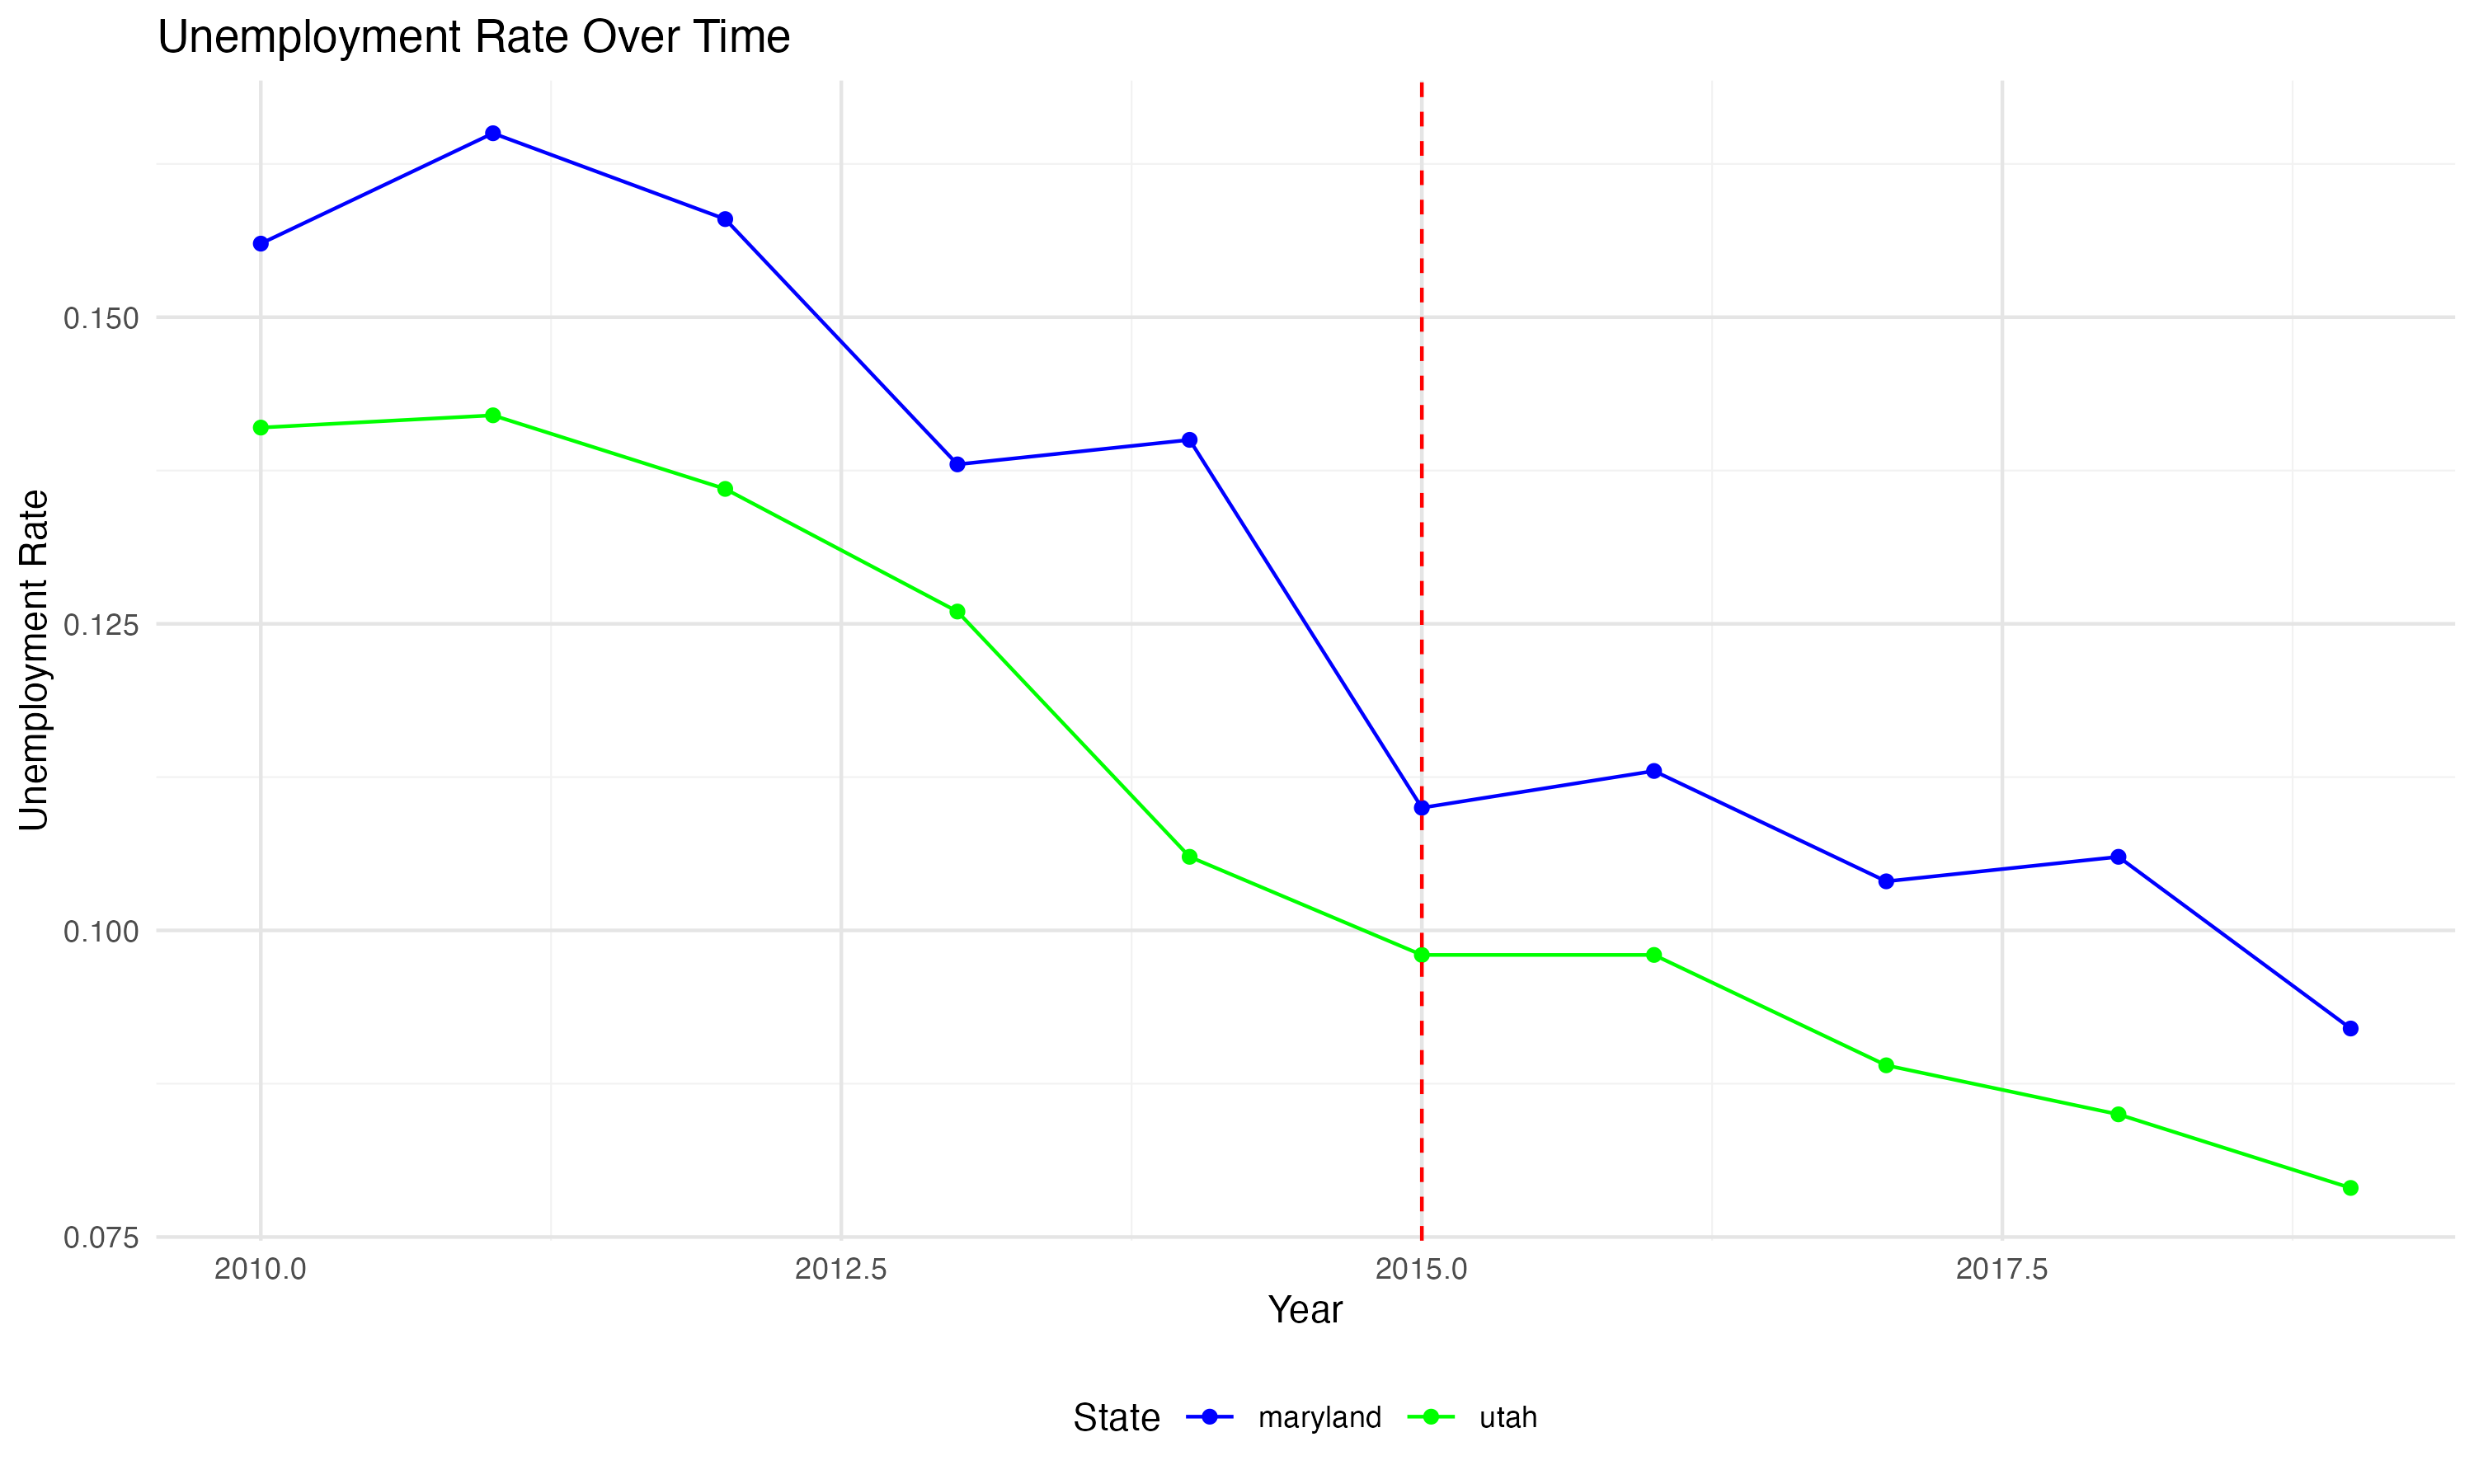 Unemployment Rate Over Time
Unemployment Rate
0.150
0.125
0.100
0.075
2010.0 2012.5 2015.0 2017.5
Year
State maryland utah